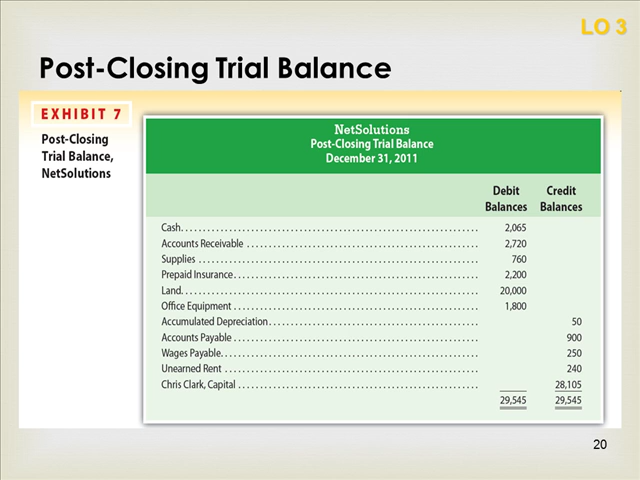 LO 3
Post-Closing Trial Balance
EXHIBIT 7
Post-Closing
Trial Balance,
NetSolutions
NetSolutions
Post-Closing Trial Balance
December 31, 2011
Debit Credit
Balances Balances
Cash 2,065
Accounts Receivable 2,720
Supplies 760
Prepaid Insurance 2,200
Land 20,000
Office Equipment 1,800
Accumulated Depreciation 50
Accounts Payable 900
Wages Payable 250
Unearned Rent 240
Chris Clark, Capital 28,105
29,545 29,545
20